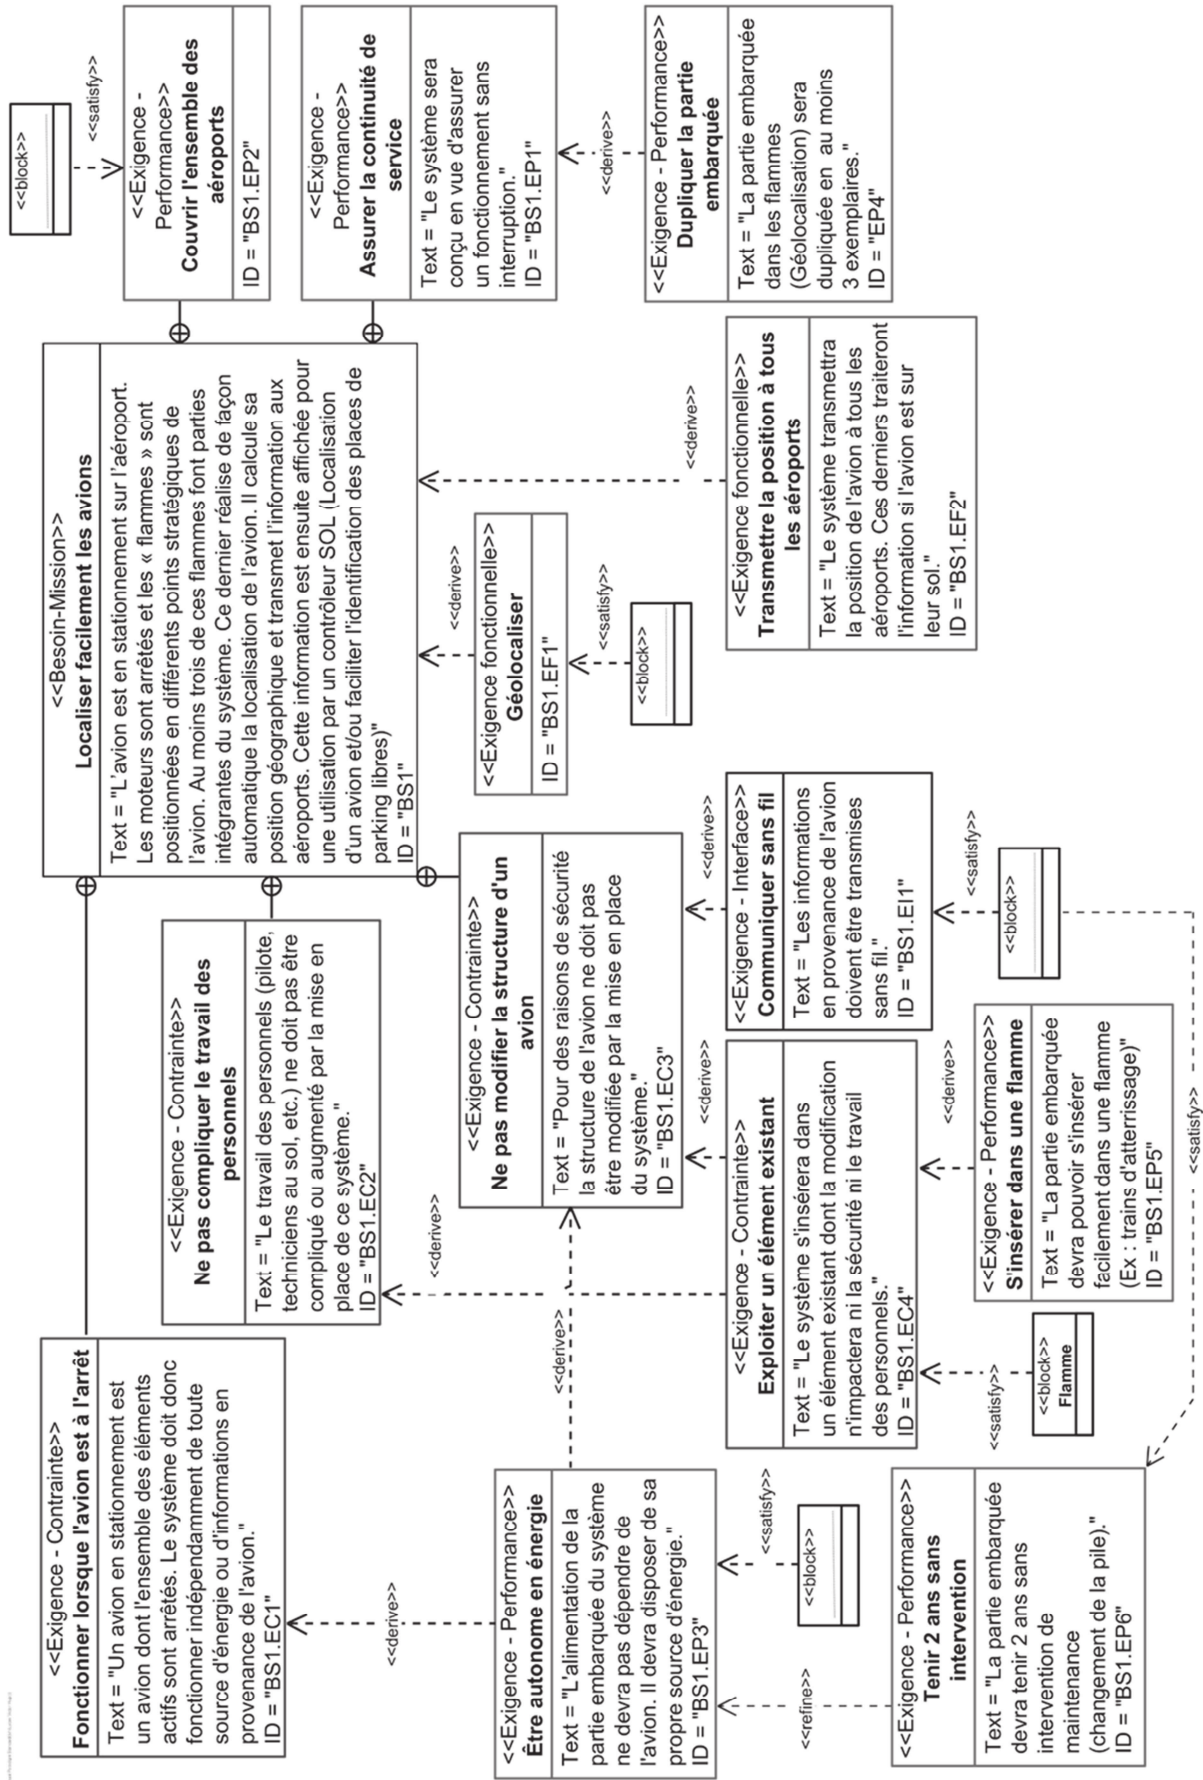 <<Besoin-Mission>>
Localiser facilement les avions
Text = "L'avion est en stationnement sur l'aéroport.
Les moteurs sont arrêtés et les « flammes » sont
positionnées en différents points stratégiques de
l'avion. Au moins trois de ces flammes font parties
intégrantes du système. Ce dernier réalise de façon
automatique la localisation de l'avion. Il calcule sa
position géographique et transmet l'information aux
aéroports. Cette information est ensuite affichée pour
une utilisation par un contrôleur SOL (Localisation
d'un avion et/ou faciliter l'identification des places de
parking libres)"
ID = "BS1"
<<block>>
<<satisfy>>
<<Exigence -
Performance>>
Couvrir l'ensemble des
aéroports
ID = "BS1.EP2"
<<Exigence -
Performance>>
Assurer la continuité de
service
Text = "Le système sera
conçu en vue d'assurer
un fonctionnement sans
interruption."
ID = "BS1.EP1"
<<derive>>
<<Exigence - Performance>>
Dupliquer la partie
embarquée
Text = "La partie embarquée
dans les flammes
(Géolocalisation) sera
dupliquée en au moins
3 exemplaires."
ID = "EP4"
<<Exigence - Contrainte>>
Fonctionner lorsque l'avion est à l'arrêt
Text = "Un avion en stationnement est
un avion dont l'ensemble des éléments
actifs sont arrêtés. Le système doit donc
fonctionner indépendamment de toute
source d'énergie ou d'informations en
provenance de l'avion."
ID = "BS1.EC1"
<<Exigence - Contrainte>>
Ne pas compliquer le travail des
personnels
Text = "Le travail des personnels (pilote,
techniciens au sol, etc.) ne doit pas être
compliqué ou augmenté par la mise en
place de ce système."
ID = "BS1.EC2"
<<derive>>
<<Exigence - Contrainte>>
Ne pas modifier la structure d'un
avion
Text = "Pour des raisons de sécurité
la structure de l'avion ne doit pas
être modifiée par la mise en place
du système."
ID = "BS1.EC3"
<<derive>>
<<Exigence fonctionnelle>>
Géolocaliser
ID = "BS1.EF1"
<<satisfy>>
<<block>>
<<derive>>
<<Exigence fonctionnelle>>
Transmettre la position à tous
les aéroports
Text = "Le système transmettra
la position de l'avion à tous les
aéroports. Ces derniers traiteront
l'information si l'avion est sur
leur sol."
ID = "BS1.EF2"
<<derive>>
<<derive>>
<<Exigence - Performance>>
Être autonome en énergie
Text = "L'alimentation de la
partie embarquée du système
ne devra pas dépendre de
l'avion. Il devra disposer de sa
propre source d'énergie."
ID = "BS1.EP3"
<<satisfy>>
<<block>>
<<refine>>
<<Exigence - Performance>>
Tenir 2 ans sans
intervention
Text = "La partie embarquée
devra tenir 2 ans sans
intervention de
maintenance
(changement de la pile)."
ID = "BS1.EP6"
<<derive>>
<<Exigence - Contrainte>>
Exploiter un élément existant
Text = "Le système s'insérera dans
un élément existant dont la modification
n'impactera ni la sécurité ni le travail
des personnels."
ID = "BS1.EC4"
<<satisfy>>
<<block>>
Flamme
<<derive>>
<<Exigence - Performance>>
S'insérer dans une flamme
Text = "La partie embarquée
devra pouvoir s'insérer
facilement dans une flamme
(Ex : trains d'atterrissage)"
ID = "BS1.EP5"
<<derive>>
<<Exigence - Interface>>
Communiquer sans fil
Text = "Les informations
en provenance de l'avion
doivent être transmises
sans fil."
ID = "BS1.EI1"
<<satisfy>>
<<block>>
<<satisfy>>